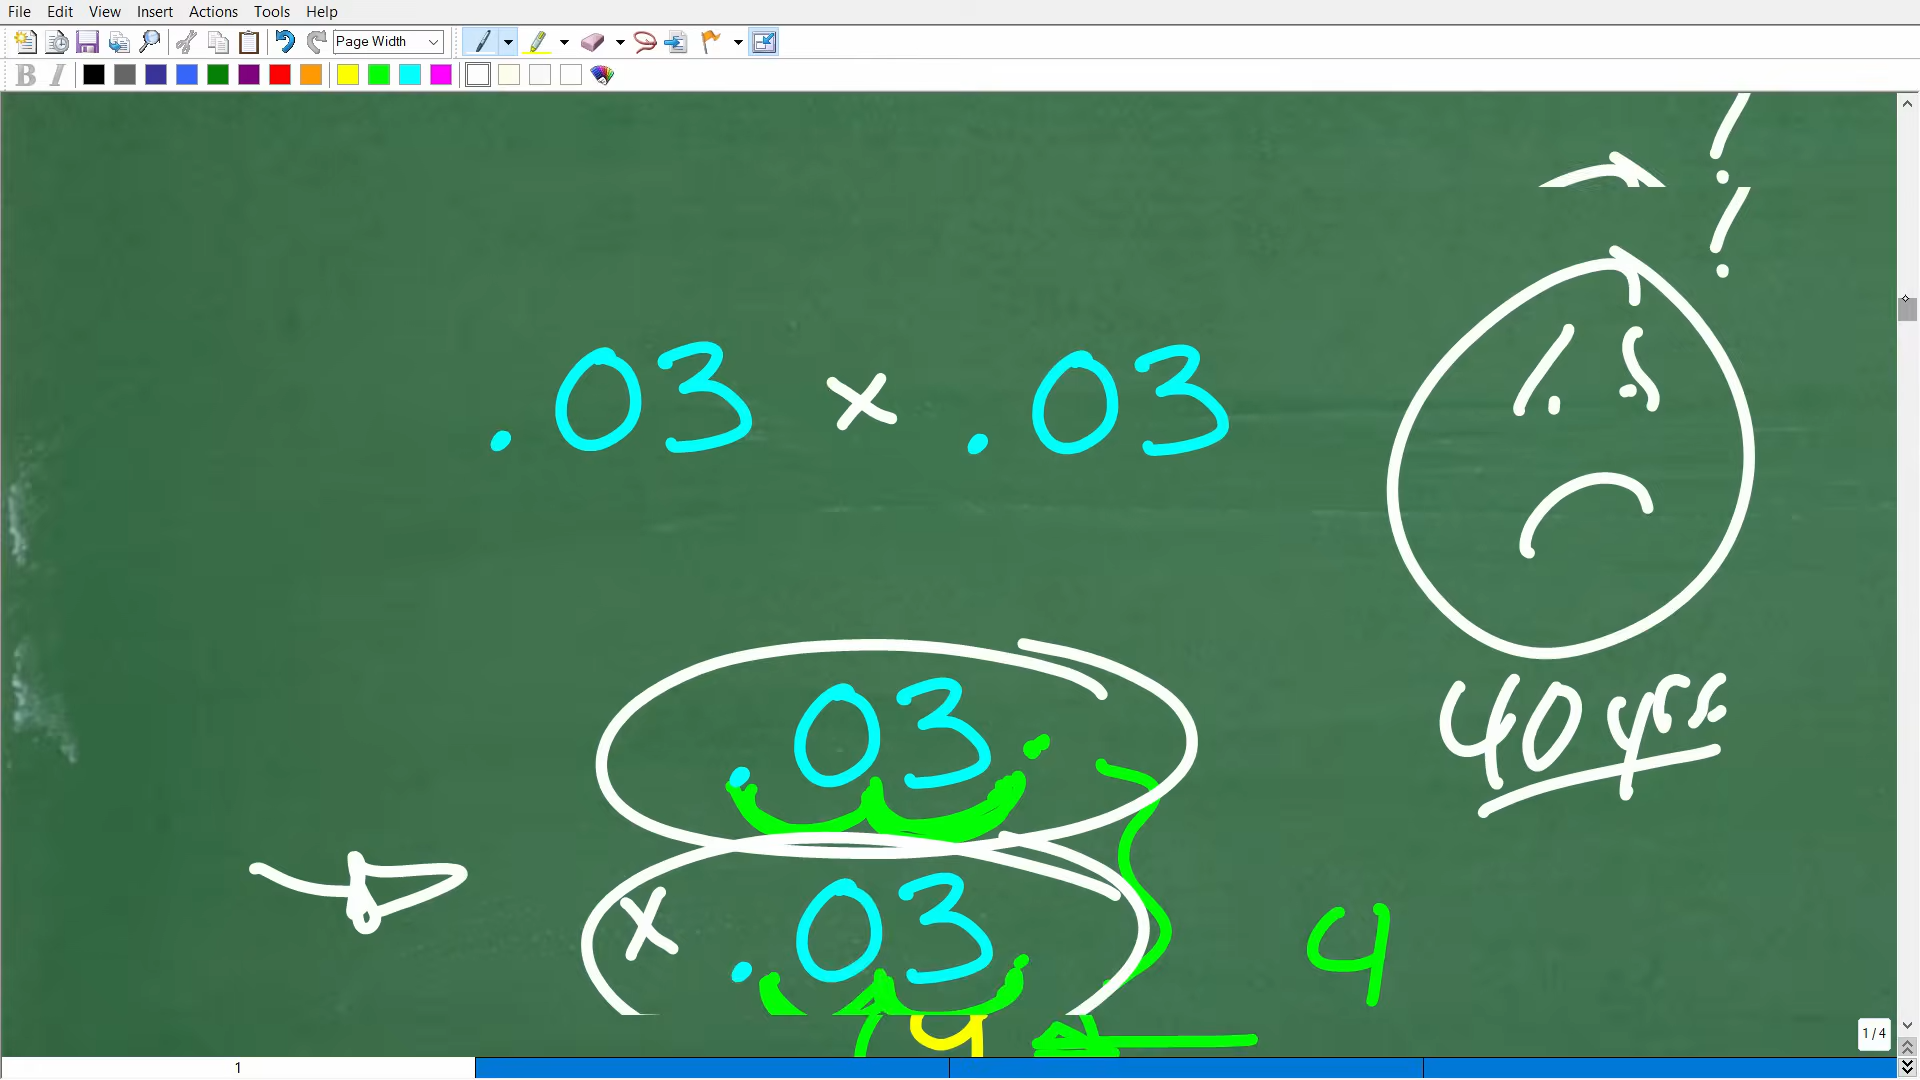 File Edit View Insert Actions Tools Help
Page Width
B I
.03 × .03
.03.
40 yrs.
× .03
4
9
1 / 4
1